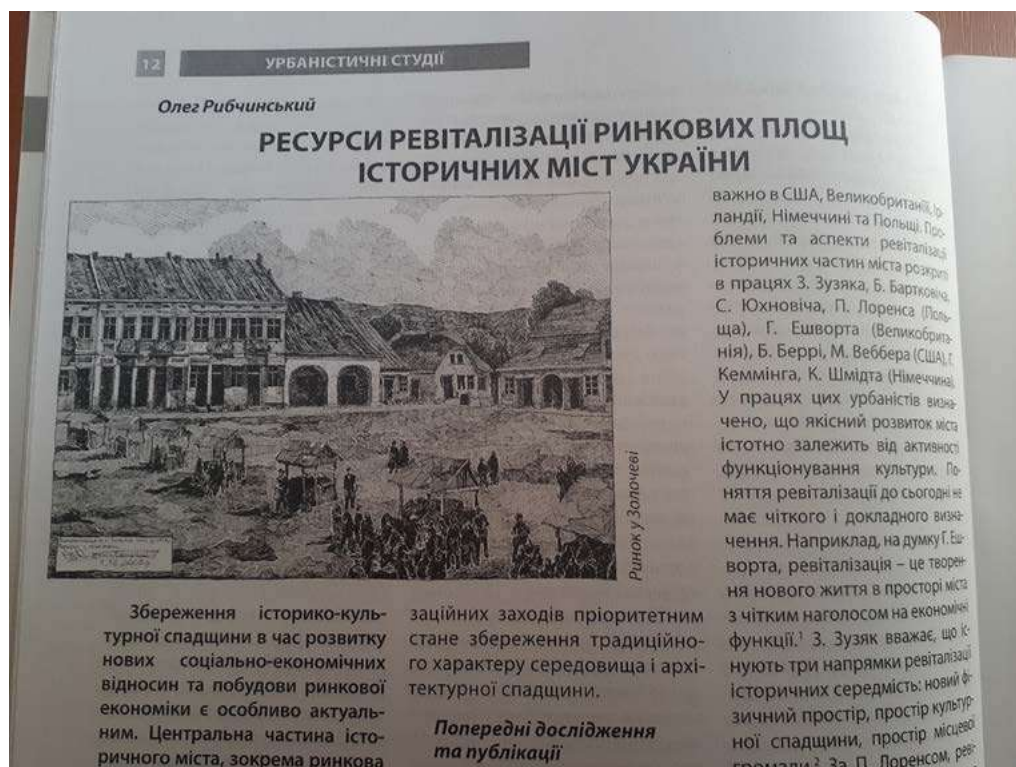 12
УРБАНІСТИЧНІ СТУДІЇ
Олег Рибчинський
РЕСУРСИ РЕВІТАЛІЗАЦІЇ РИНКОВИХ ПЛОЩ
ІСТОРИЧНИХ МІСТ УКРАЇНИ
Ринок у Золочеві
Збереження історико-куль-
турної спадщини в час розвитку
нових соціально-економічних
відносин та побудови ринкової
економіки є особливо актуаль-
ним. Центральна частина істо-
ричного міста, зокрема ринкова
заційних заходів пріоритетним
стане збереження традиційно-
го характеру середовища і архі-
тектурної спадщини.
Попередні дослідження
та публікації
важно в США, Великобританії, Ір-
ландії, Німеччині та Польщі. Про-
блеми та аспекти ревіталізації
історичних частин міста розкриті
в працях З. Зузяка, Б. Бартковіча,
С. Юхновіча, П. Лоренса (Поль-
ща), Г. Ешворта (Великобрита-
нія), Б. Беррі, М. Веббера (США), Г.
Кеммінга, К. Шмідта (Німеччина).
У працях цих урбаністів визна-
чено, що якісний розвиток міста
істотно залежить від активності
функціонування культури. По-
няття ревіталізації до сьогодні не
має чіткого і докладного визна-
чення. Наприклад, на думку Г. Еш-
ворта, ревіталізація – це творен-
ня нового життя в просторі міста
з чітким наголосом на економічні
функції.¹ З. Зузяк вважає, що іс-
нують три напрямки ревіталізації
історичних середмість: новий фі-
зичний простір, простір культур-
ної спадщини, простір місцевої
громади.² За П. Лоренсом, реві-